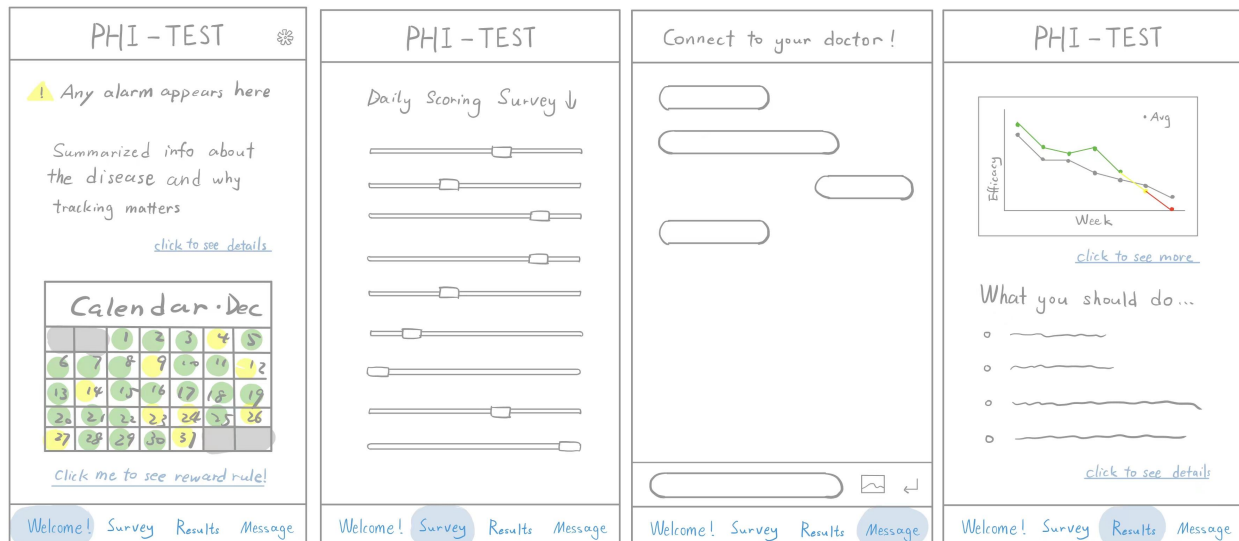 PHI-TEST
! Any alarm appears here
Summarized info about
the disease and why
tracking matters
click to see details
Calendar · Dec
1 2 3 4 5
6 7 8 9 10 11 12
13 14 15 16 17 18 19
20 21 22 23 24 25 26
27 28 29 30 31
Click me to see reward rule!
Welcome! Survey Results Message
PHI-TEST
Daily Scoring Survey ↓
Welcome! Survey Results Message
Connect to your doctor!
Welcome! Survey Results Message
PHI-TEST
• Avg
Efficacy
Week
click to see more
What you should do...
click to see details
Welcome! Survey Results Message